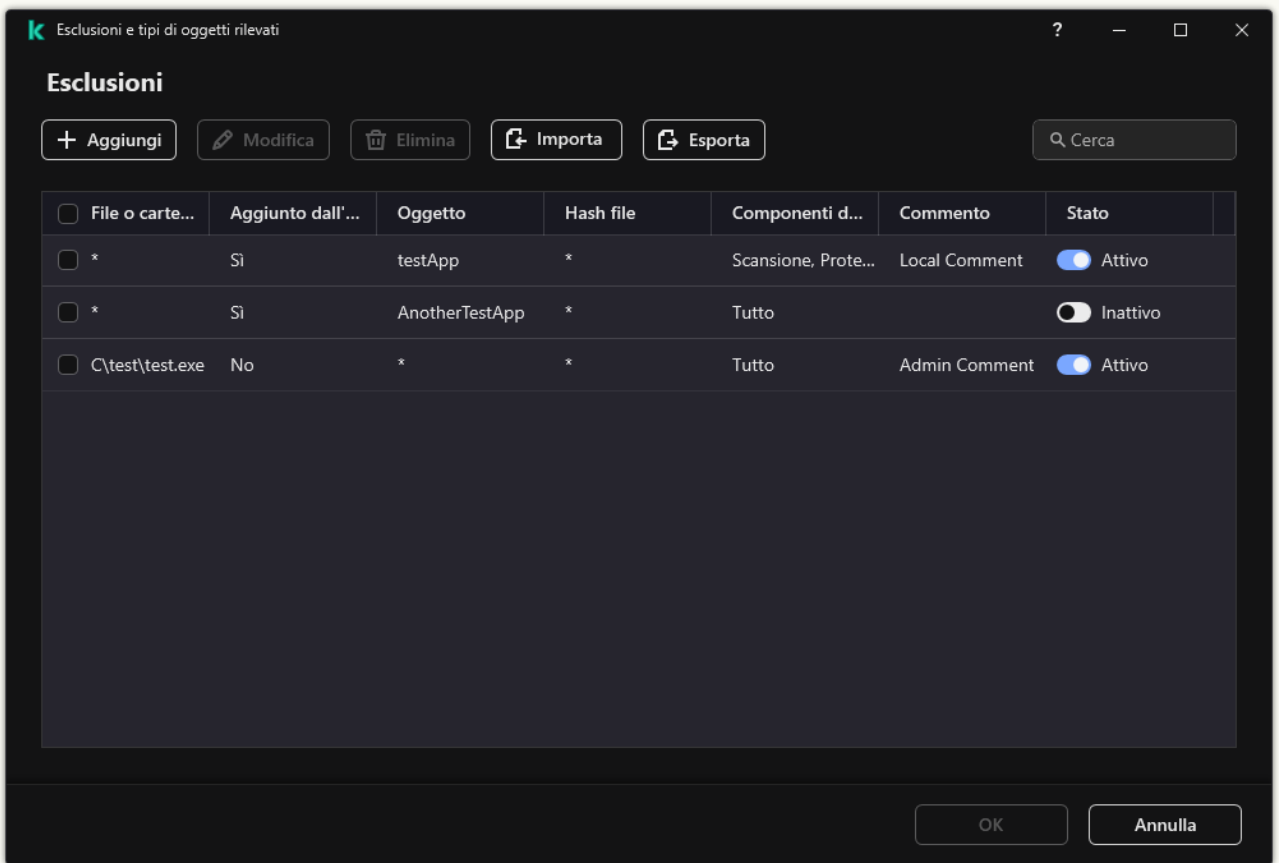 Esclusioni e tipi di oggetti rilevati ?
Esclusioni
Aggiungi Modifica Elimina Importa Esporta Cerca
File o carte... Aggiunto dall'... Oggetto Hash file Componenti d... Commento Stato
* Sì testApp * Scansione, Prote... Local Comment Attivo
* Sì AnotherTestApp * Tutto Inattivo
C\test\test.exe No * * Tutto Admin Comment Attivo
OK Annulla